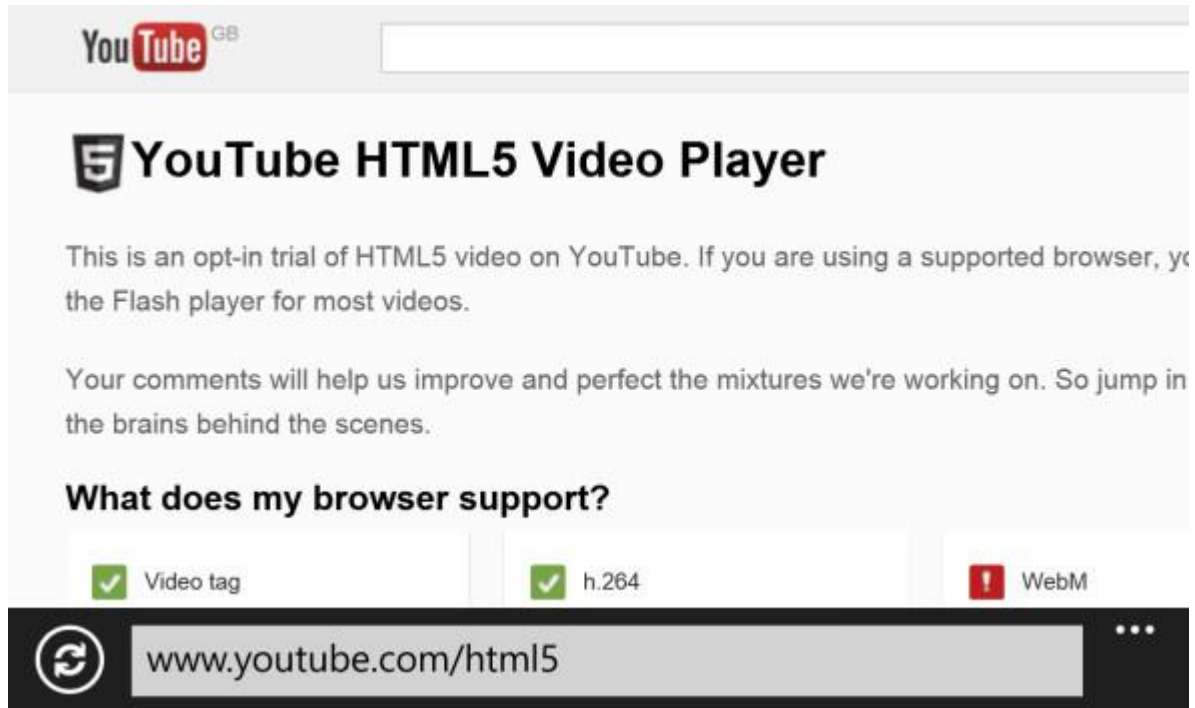 YouTube GB
YouTube HTML5 Video Player
This is an opt-in trial of HTML5 video on YouTube. If you are using a supported browser, yo
the Flash player for most videos.
Your comments will help us improve and perfect the mixtures we're working on. So jump in
the brains behind the scenes.
What does my browser support?
Video tag h.264 WebM
www.youtube.com/html5